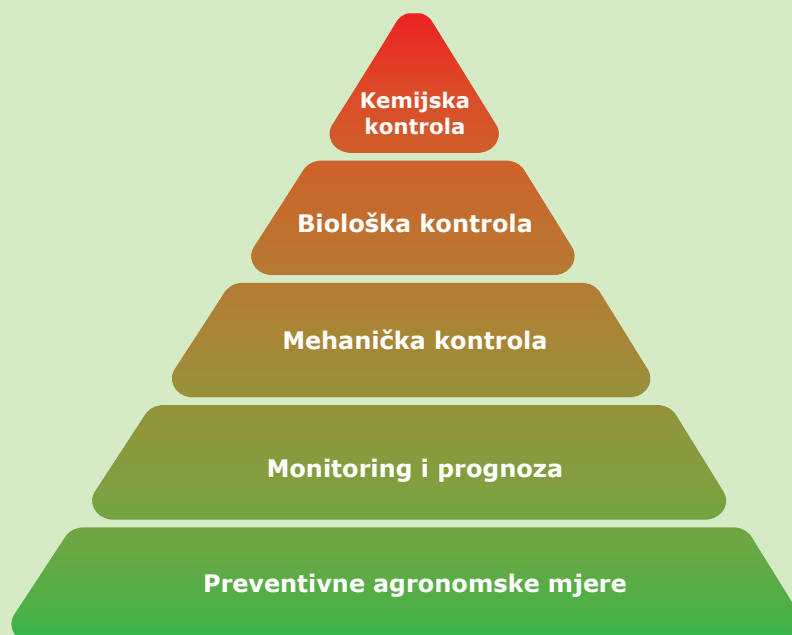 Kemijska
kontrola
Biološka kontrola
Mehanička kontrola
Monitoring i prognoza
Preventivne agronomske mjere